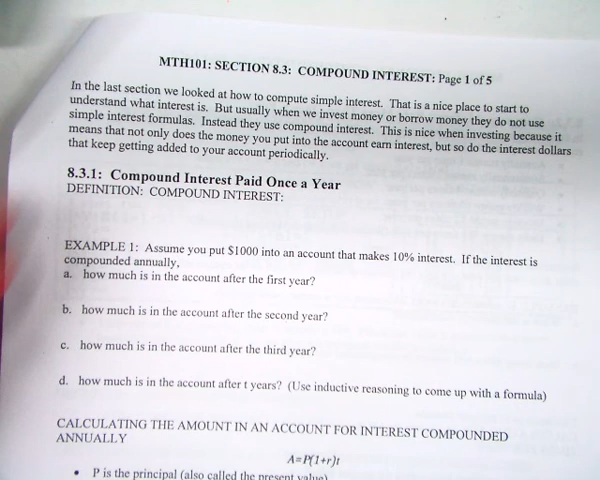 MTH101: SECTION 8.3: COMPOUND INTEREST: Page 1 of 5
In the last section we looked at how to compute simple interest. That is a nice place to start to
understand what interest is. But usually when we invest money or borrow money they do not use
simple interest formulas. Instead they use compound interest. This is nice when investing because it
means that not only does the money you put into the account earn interest, but so do the interest dollars
that keep getting added to your account periodically.
8.3.1: Compound Interest Paid Once a Year
DEFINITION: COMPOUND INTEREST:
EXAMPLE 1: Assume you put $1000 into an account that makes 10% interest. If the interest is
compounded annually,
a. how much is in the account after the first year?
b. how much is in the account after the second year?
c. how much is in the account after the third year?
d. how much is in the account after t years? (Use inductive reasoning to come up with a formula)
CALCULATING THE AMOUNT IN AN ACCOUNT FOR INTEREST COMPOUNDED
ANNUALLY
A=P(1+r)t
• P is the principal (also called the present value)